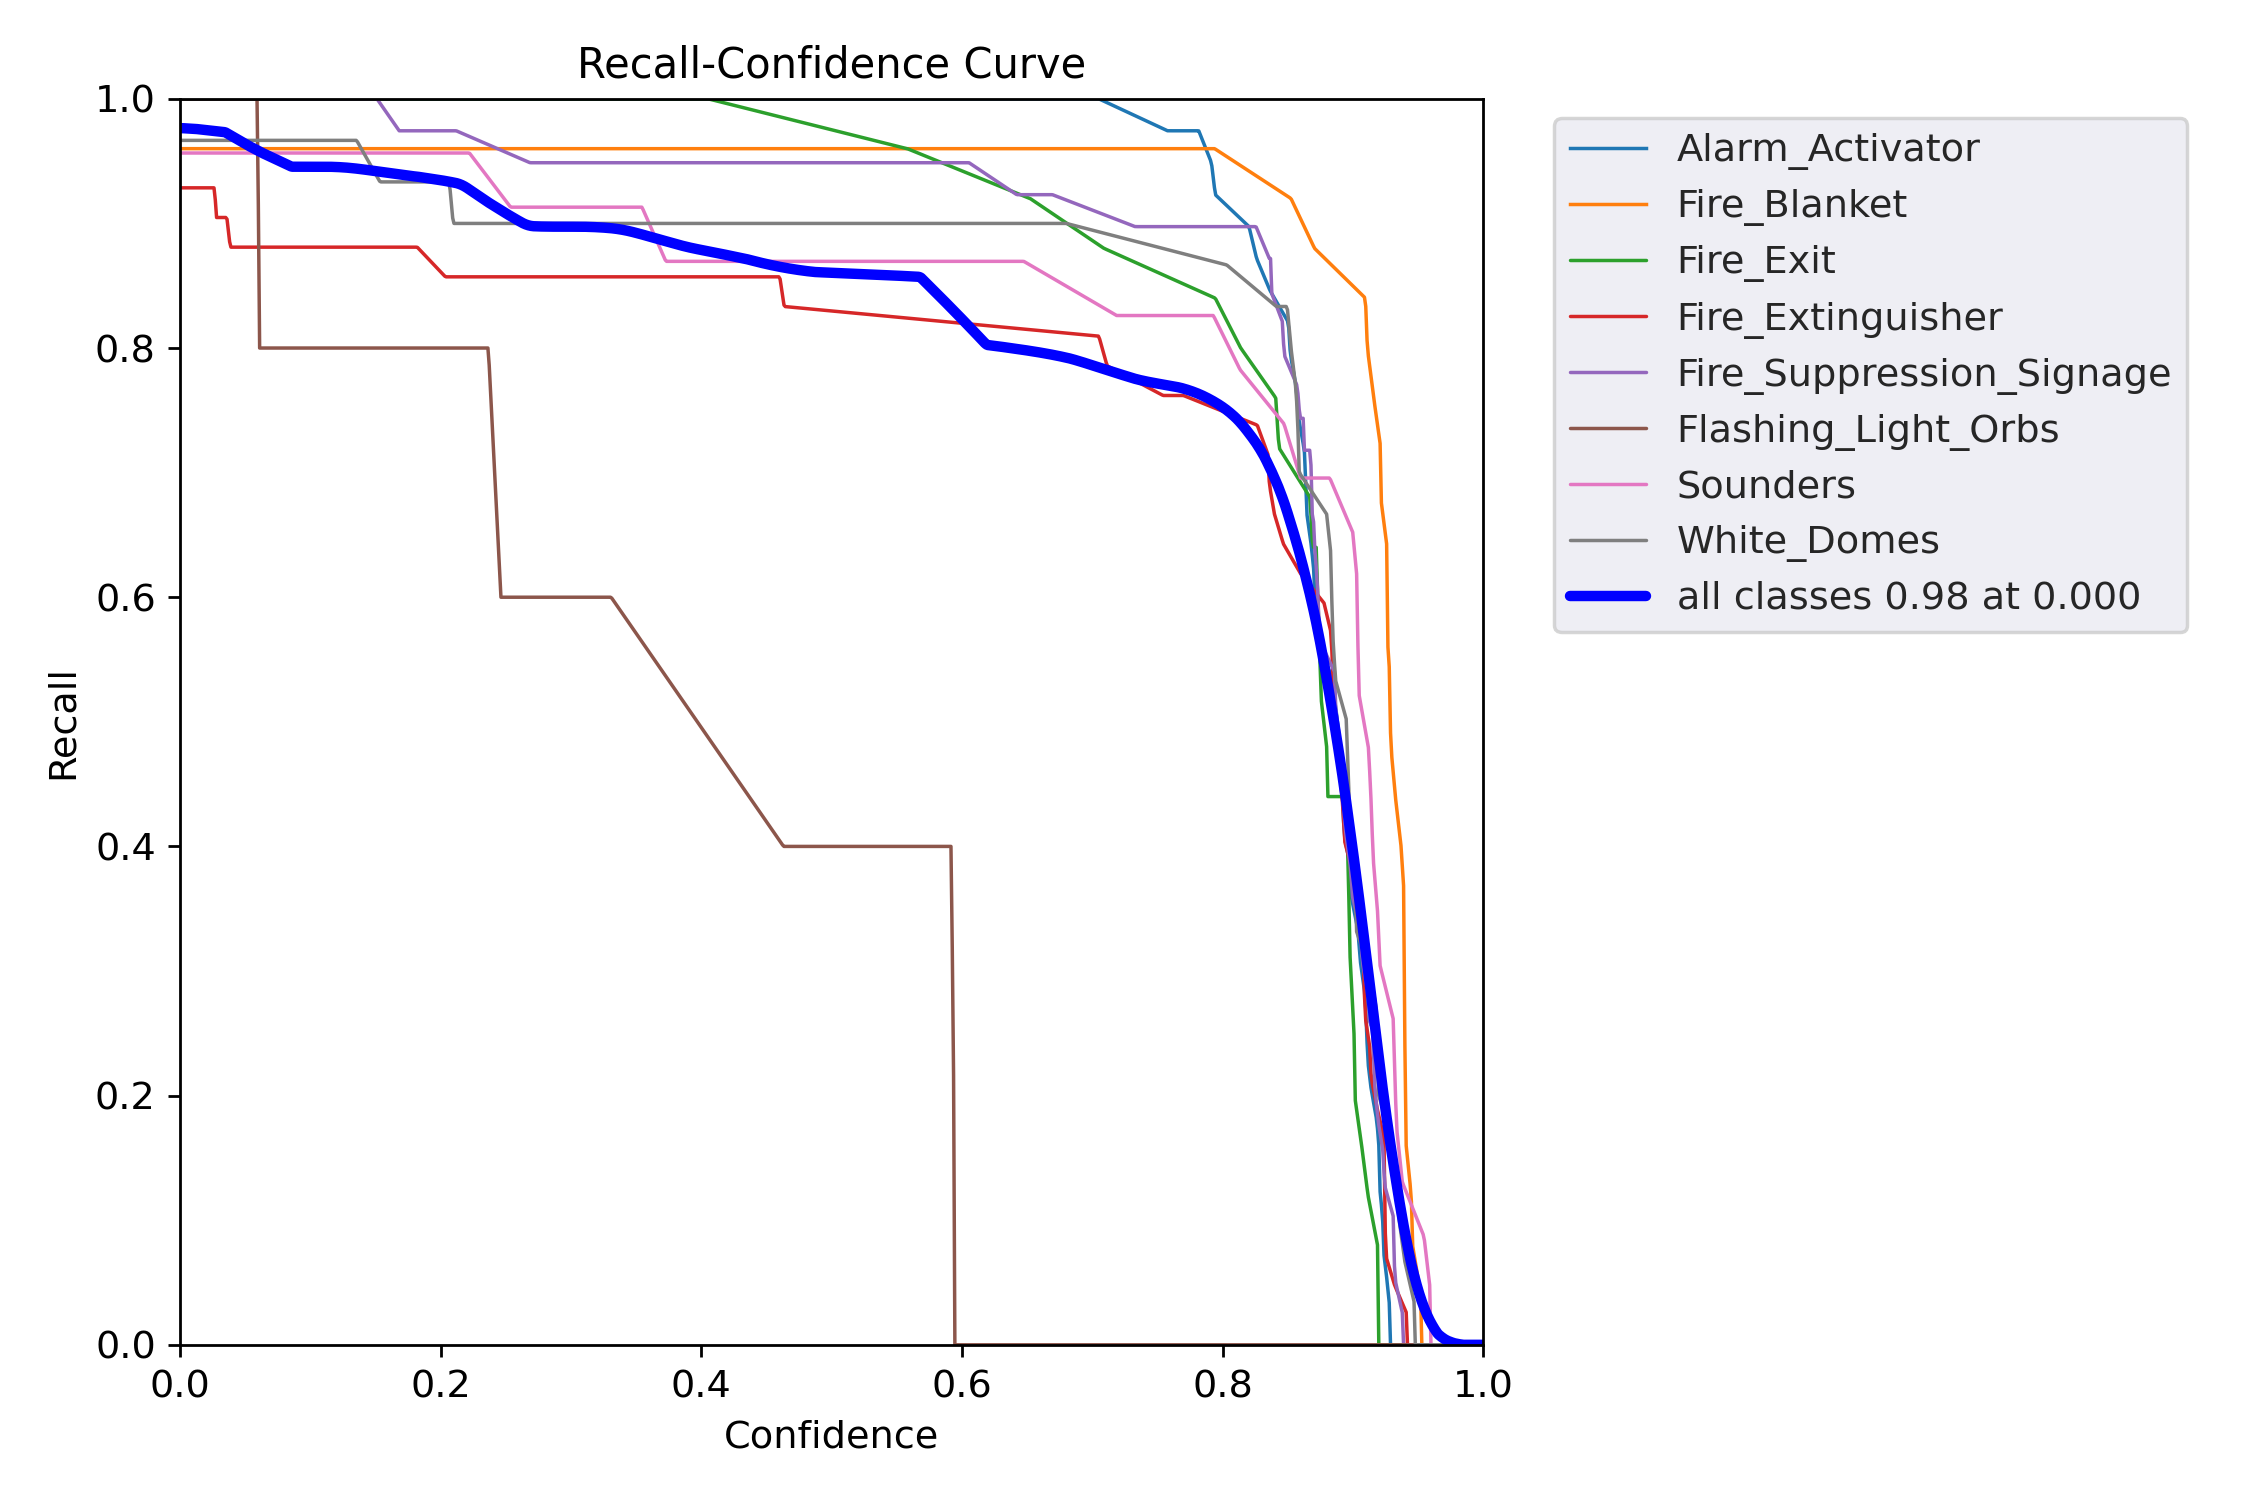 Recall-Confidence Curve
1.0
0.8
0.6
0.4
0.2
0.0
Recall
0.0 0.2 0.4 0.6 0.8 1.0
Confidence
Alarm_Activator
Fire_Blanket
Fire_Exit
Fire_Extinguisher
Fire_Suppression_Signage
Flashing_Light_Orbs
Sounders
White_Domes
all classes 0.98 at 0.000